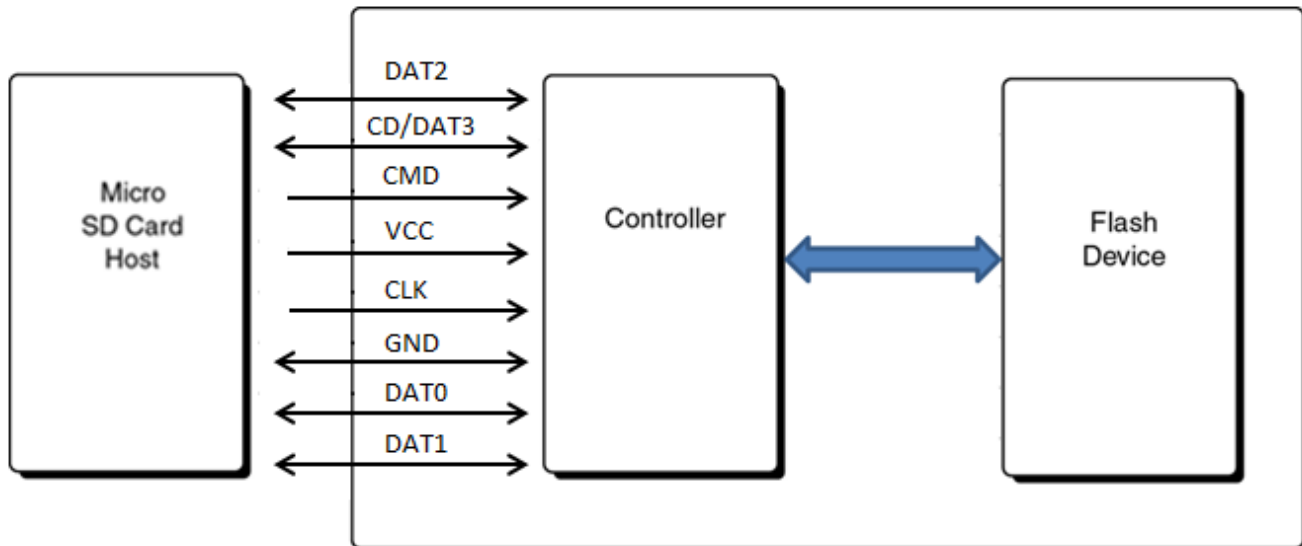 DAT2
CD/DAT3
CMD
VCC
CLK
GND
DAT0
DAT1
Micro
SD Card
Host
Controller
Flash
Device